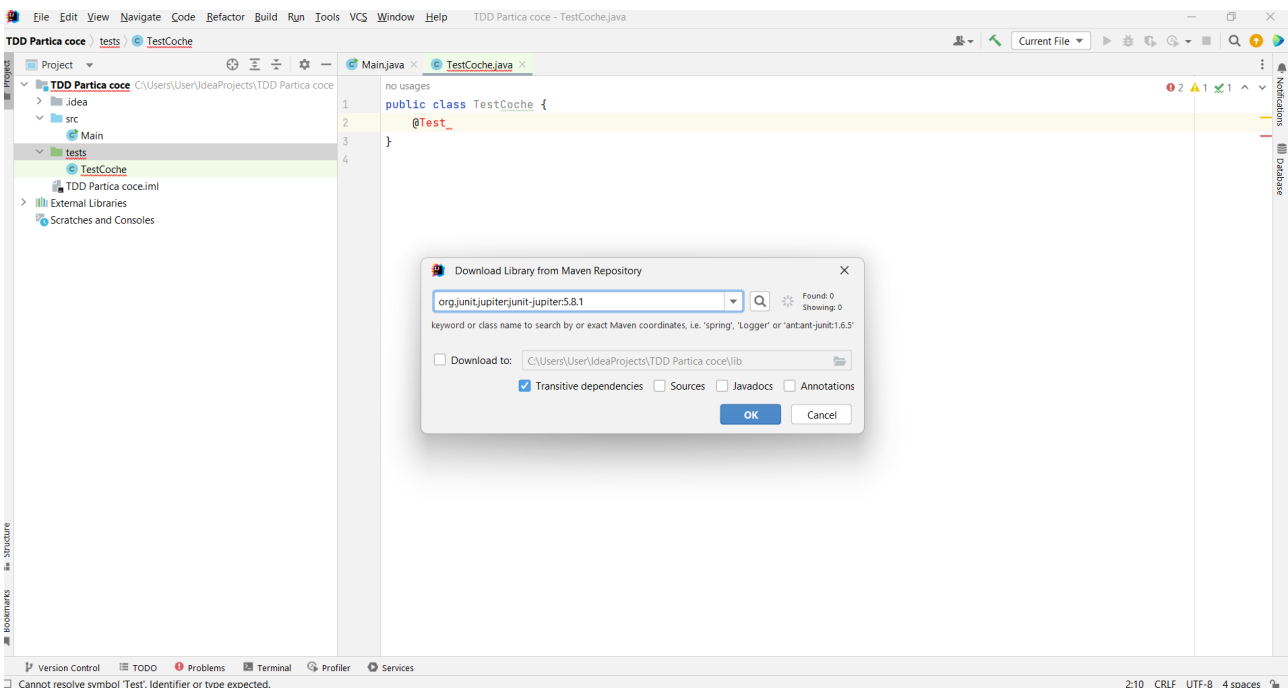 File Edit View Navigate Code Refactor Build Run Tools VCS Window Help TDD Partica coce - TestCoche.java
TDD Partica coce tests TestCoche Current File
Project
Project
Main.java
TestCoche.java
TDD Partica coce C:\Users\User\IdeaProjects\TDD Partica coce
.idea
src
Main
tests
TestCoche
TDD Partica coce.iml
External Libraries
Scratches and Consoles
no usages
2 1 1
1 public class TestCoche {
2 @Test_
3 }
4
Notifications
Database
Download Library from Maven Repository
org.junit.jupiter:junit-jupiter:5.8.1
Found: 0
Showing: 0
keyword or class name to search by or exact Maven coordinates, i.e. 'spring', 'Logger' or 'ant:ant-junit:1.6.5'
Download to: C:\Users\User\IdeaProjects\TDD Partica coce\lib
Transitive dependencies Sources Javadocs Annotations
OK Cancel
Structure
Bookmarks
Version Control TODO Problems Terminal Profiler Services
Cannot resolve symbol 'Test'. Identifier or type expected. 2:10 CRLF UTF-8 4 spaces